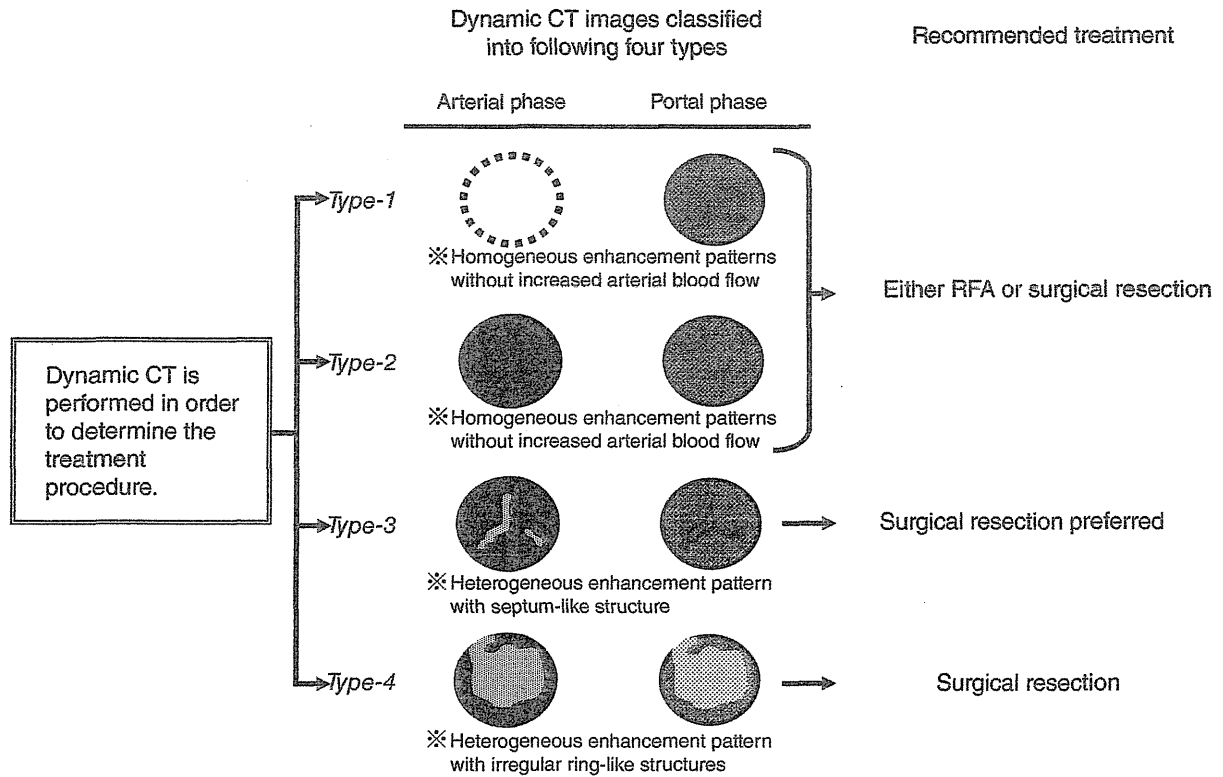 Dynamic CT images classified
into following four types
Recommended treatment
Arterial phase
Portal phase
Type-1
※Homogeneous enhancement patterns
without increased arterial blood flow
Either RFA or surgical resection
Type-2
※Homogeneous enhancement patterns
without increased arterial blood flow
Dynamic CT is
performed in order
to determine the
treatment
procedure.
Type-3
Surgical resection preferred
※Heterogeneous enhancement pattern
with septum-like structure
Type-4
Surgical resection
※Heterogeneous enhancement pattern
with irregular ring-like structures